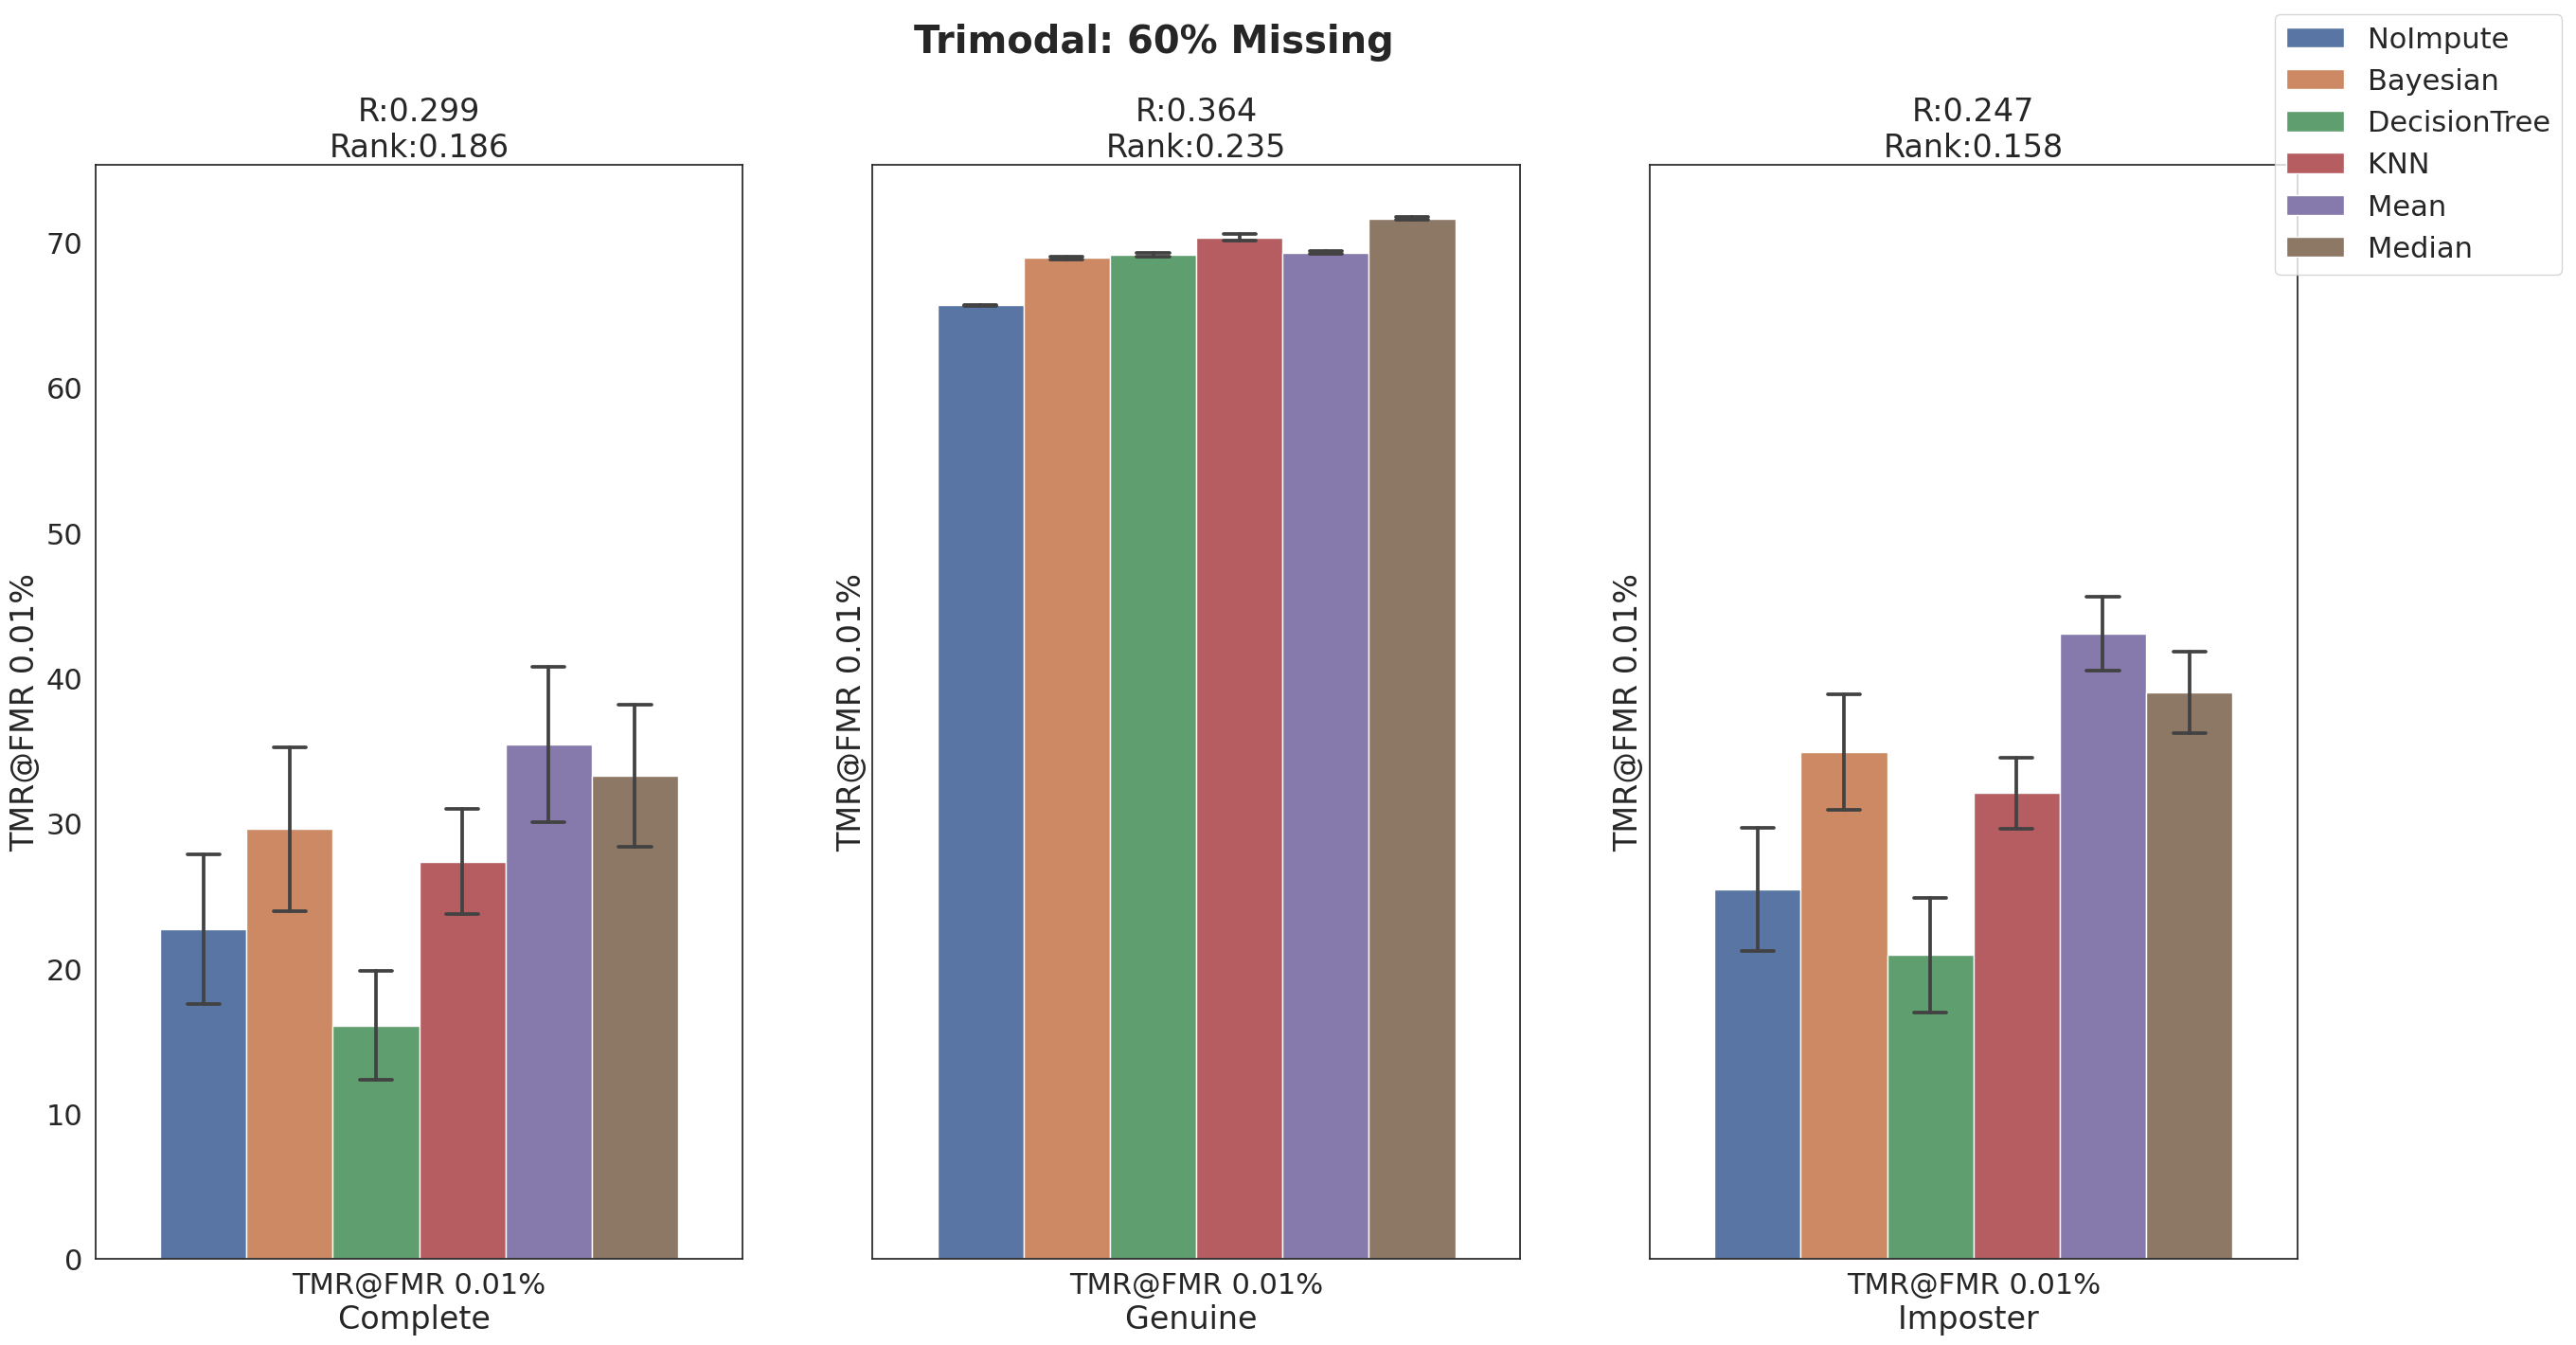 Trimodal: 60% Missing
NoImpute
Bayesian
DecisionTree
KNN
Mean
Median
R:0.299
Rank:0.186
R:0.364
Rank:0.235
R:0.247
Rank:0.158
TMR@FMR 0.01%
70
60
50
40
30
20
10
0
TMR@FMR 0.01%
Complete
TMR@FMR 0.01%
TMR@FMR 0.01%
Genuine
TMR@FMR 0.01%
TMR@FMR 0.01%
Imposter